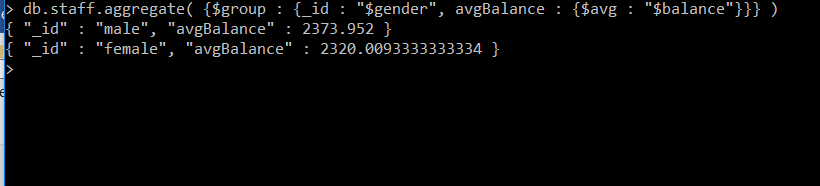 > db.staff.aggregate( {$group : {_id : "$gender", avgBalance : {$avg : "$balance"}}} )
{ "_id" : "male", "avgBalance" : 2373.952 }
{ "_id" : "female", "avgBalance" : 2320.0093333333334 }
>